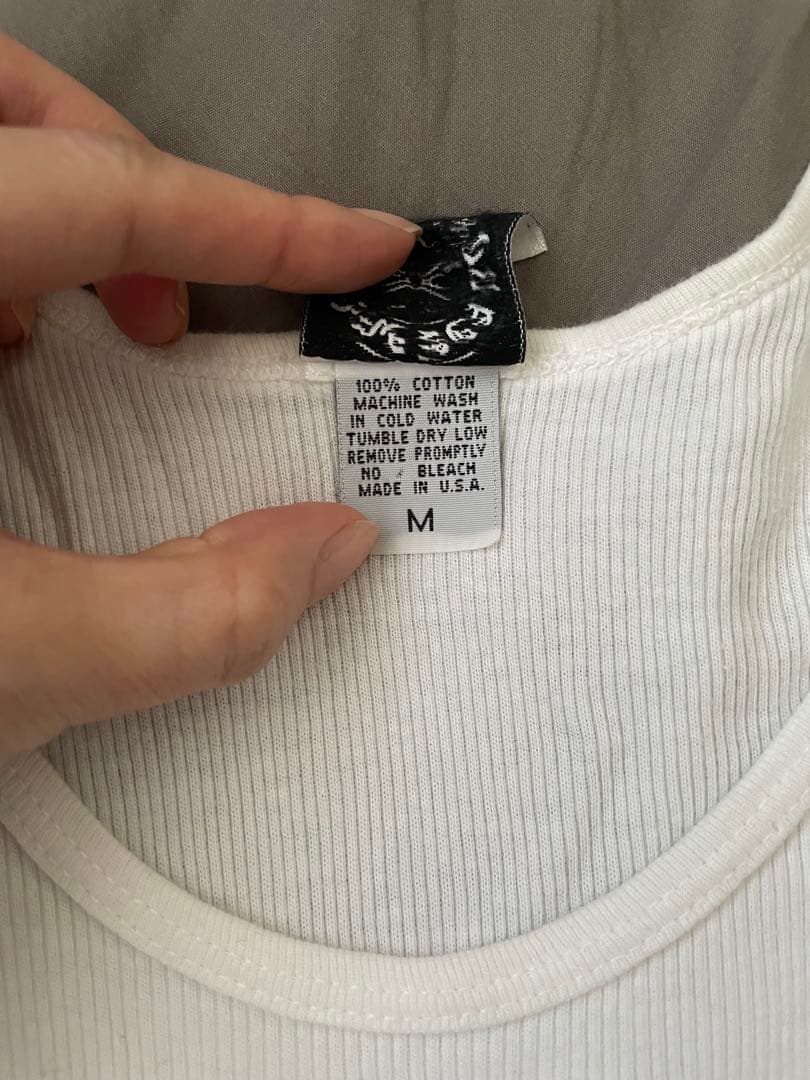 100% COTTON
MACHINE WASH
IN COLD WATER
TUMBLE DRY LOW
REMOVE PROMPTLY
NO BLEACH
MADE IN U.S.A.
M